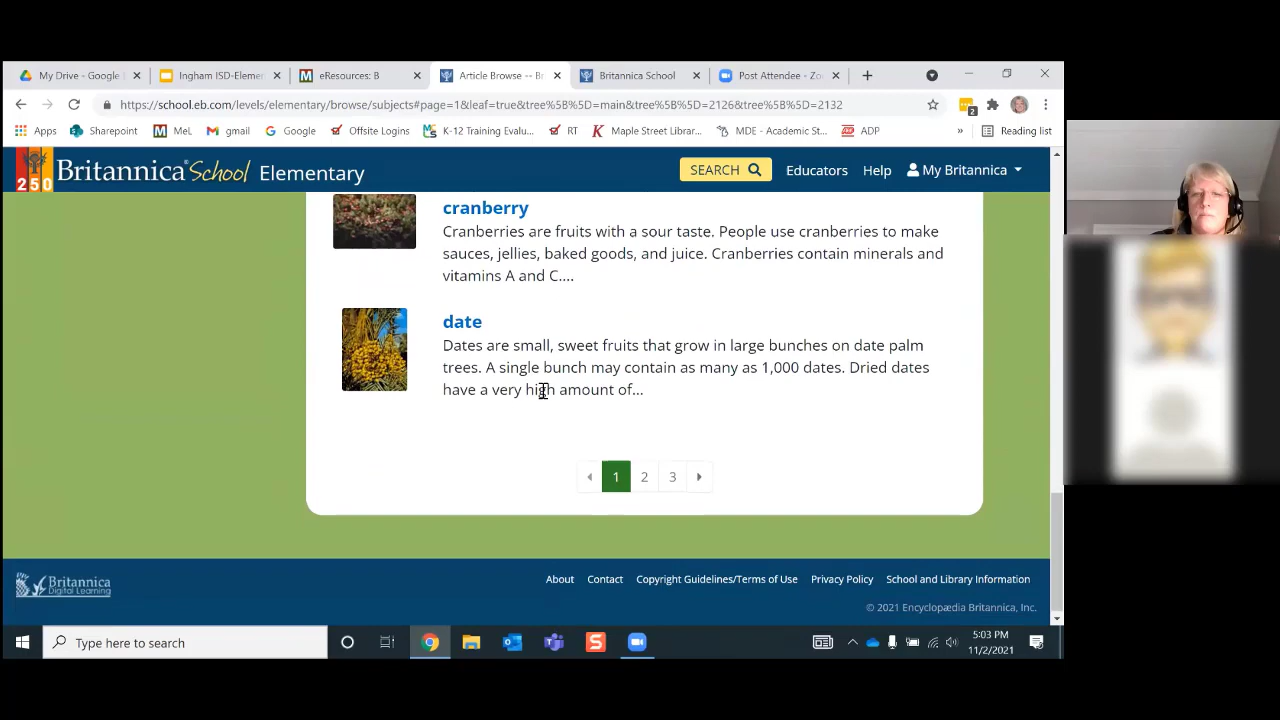 My Drive - Google
Ingham ISD-Elemen
eResources: B
Article Browse -- Br
Britannica School
Post Attendee - Zo
https://school.eb.com/levels/elementary/browse/subjects#page=1&leaf=true&tree%5B%5D=main&tree%5B%5D=2126&tree%5B%5D=2132
2
Apps
Sharepoint
MeL
gmail
Google
Offsite Logins
K-12 Training Evalu...
RT
Maple Street Librar...
MDE - Academic St...
ADP
»
Reading list
250
Britannica School Elementary
SEARCH
Educators
Help
My Britannica
cranberry
Cranberries are fruits with a sour taste. People use cranberries to make
sauces, jellies, baked goods, and juice. Cranberries contain minerals and
vitamins A and C....
date
Dates are small, sweet fruits that grow in large bunches on date palm
trees. A single bunch may contain as many as 1,000 dates. Dried dates
have a very high amount of...
1 2 3
Britannica
Digital Learning
About
Contact
Copyright Guidelines/Terms of Use
Privacy Policy
School and Library Information
© 2021 Encyclopædia Britannica, Inc.
Type here to search
5:03 PM
11/2/2021